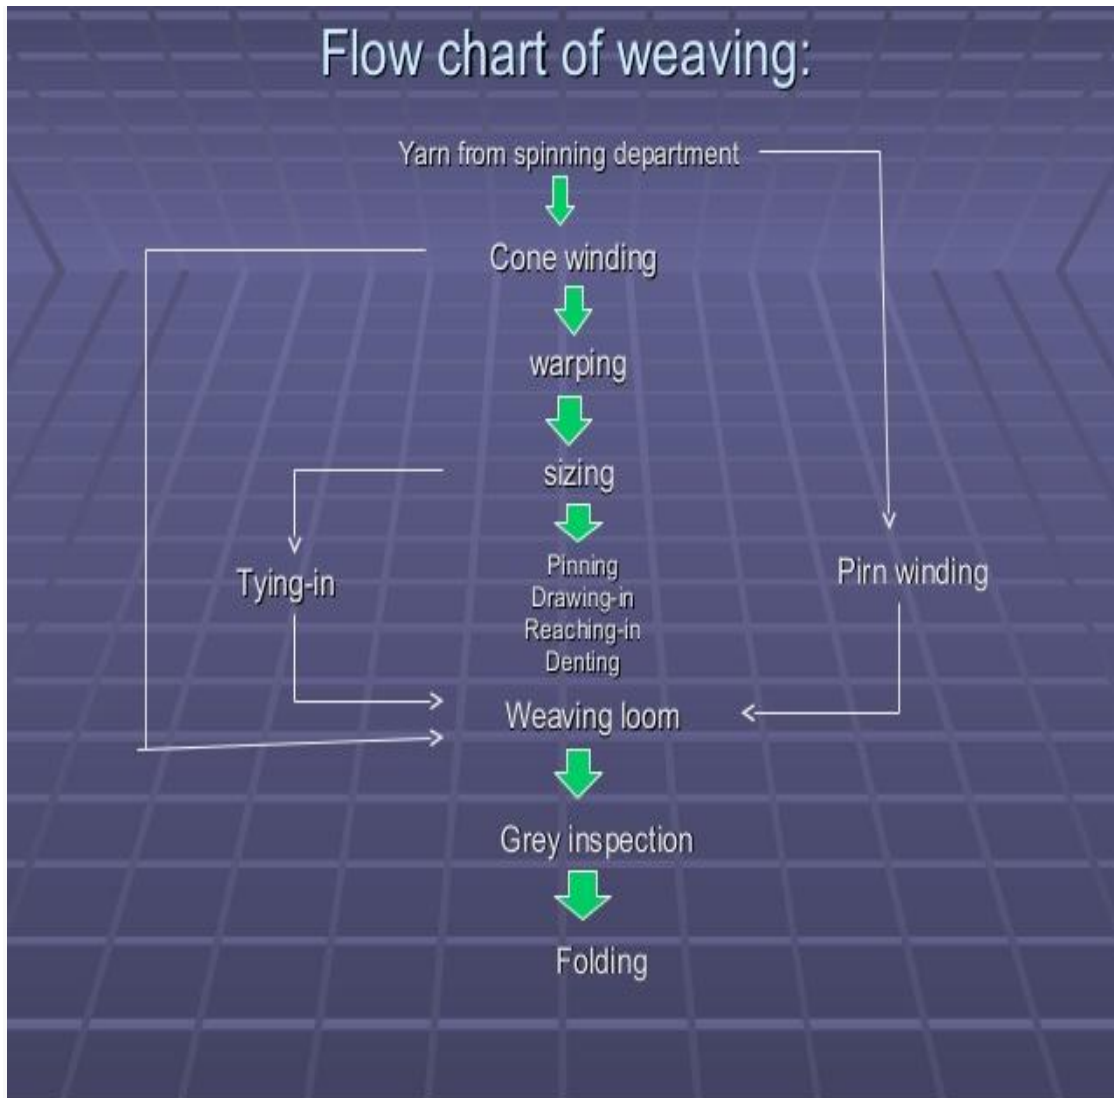 Flow chart of weaving:
Yarn from spinning department
Cone winding
warping
sizing
Pinning
Drawing-in
Reaching-in
Denting
Tying-in
Pirn winding
Weaving loom
Grey inspection
Folding